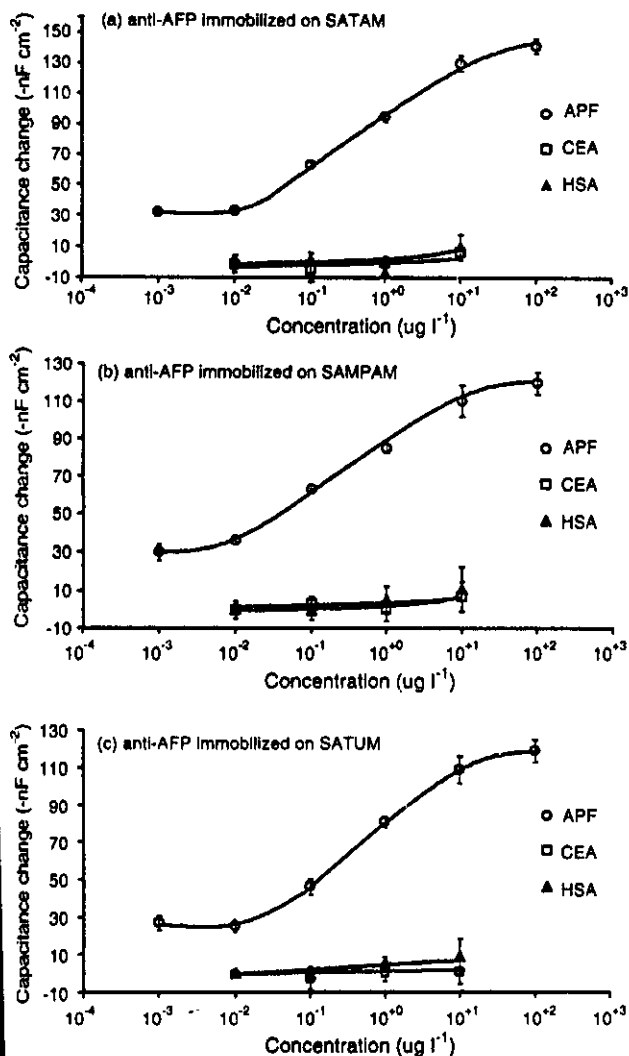 (a) anti-AFP immobilized on SATAM
Capacitance change (-nF cm⁻²)
150
130
110
90
70
50
30
10
-10
APF
CEA
HSA
10⁻⁴ 10⁻³ 10⁻² 10⁻¹ 10⁺⁰ 10⁺¹ 10⁺² 10⁺³
Concentration (ug l⁻¹)
(b) anti-AFP immobilized on SAMPAM
Capacitance change (-nF cm⁻²)
130
110
90
70
50
30
10
-10
APF
CEA
HSA
10⁻⁴ 10⁻³ 10⁻² 10⁻¹ 10⁺⁰ 10⁺¹ 10⁺² 10⁺³
Concentration (ug l⁻¹)
(c) anti-AFP immobilized on SATUM
Capacitance change (-nF cm⁻²)
130
110
90
70
50
30
10
-10
APF
CEA
HSA
10⁻⁴ 10⁻³ 10⁻² 10⁻¹ 10⁺⁰ 10⁺¹ 10⁺² 10⁺³
Concentration (ug l⁻¹)